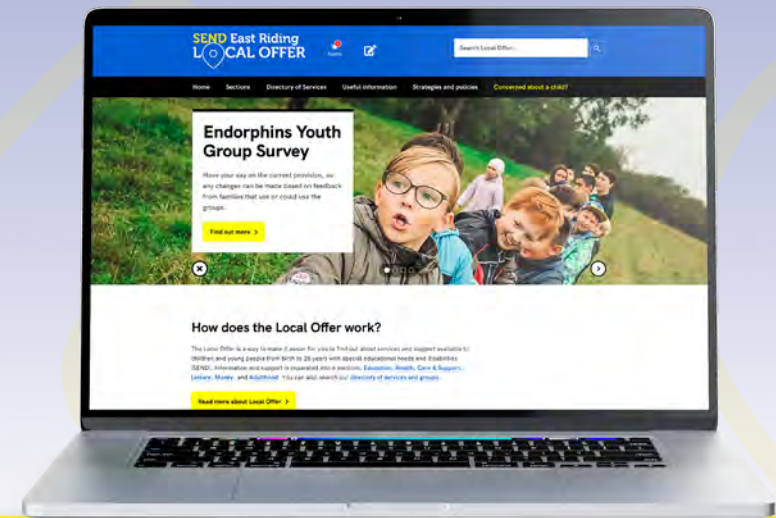 SEND East Riding
LOCAL OFFER
Search Local Offer...
Home Sections Directory of Services Useful information Strategies and policies Concerned about a child?
Endorphins Youth
Group Survey
Have your say on the current provision, so
any changes can be made based on feedback
from families that use or could use the
groups.
Find out more >
How does the Local Offer work?
The Local Offer is a way to make it easier for you to find out about services and support available to
children and young people from birth to 25 years with special educational needs and disabilities
(SEND). Information and support is separated into 6 sections, Education, Health, Care & Support,
Leisure, Money, and Adulthood. You can also search our directory of services and groups.
Read more about Local Offer >